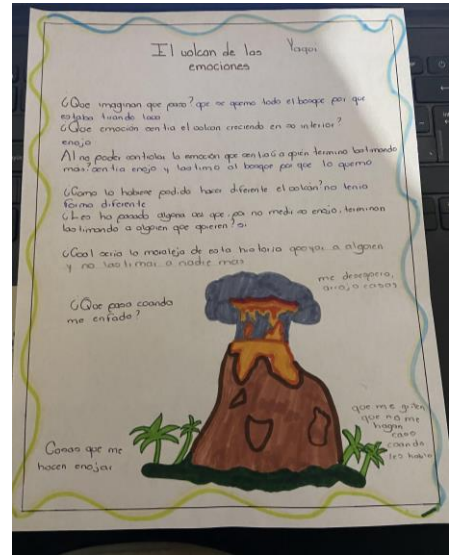 El volcan de las Yaqui
emociones
¿Que imaginan que paso? que se quemo todo el bosque por que
estaba tirando lava
¿Que emoción sentia el volcan creciendo en su interior?
enojo
Al no poder controlar la emoción que sentia ¿a quien termino lastimando
mas? sentia enojo y lastimo al bosque por que lo quemo
¿Como lo hubiera podido hacer diferente el volcan? no tenia
forma diferente
¿Les ha pasado alguna vez que por no medir su enojo, terminan
lastimando a alguien que quieren? si
¿Cual seria la moraleja de esta historia apoyar a alguien
y no lastimar a nadie mas
me desespero,
arrojo cosas
¿Que pasa cuando
me enfado?
que me griten
que no me
hagan
caso
cuando
les hablo
Cosas que me
hacen enojar